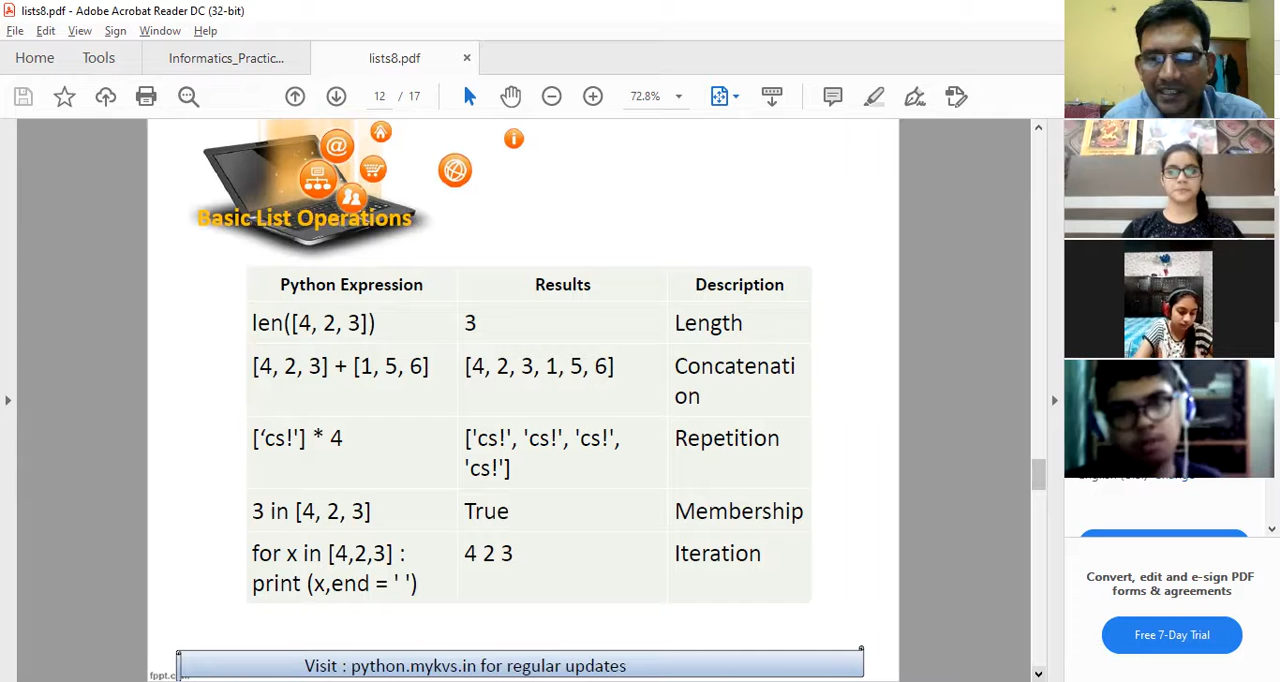 lists8.pdf - Adobe Acrobat Reader DC (32-bit)
File Edit View Sign Window Help
Home Tools Informatics_Practic... lists8.pdf ×
12 / 17 72.8%
Basic List Operations
Python Expression Results Description
len([4, 2, 3]) 3 Length
[4, 2, 3] + [1, 5, 6] [4, 2, 3, 1, 5, 6] Concatenati
on
[‘cs!'] * 4 ['cs!', 'cs!', 'cs!', Repetition
'cs!']
3 in [4, 2, 3] True Membership
for x in [4,2,3] : 4 2 3 Iteration
print (x,end = ' ')
Visit : python.mykvs.in for regular updates
Convert, edit and e-sign PDF
forms & agreements
Free 7-Day Trial